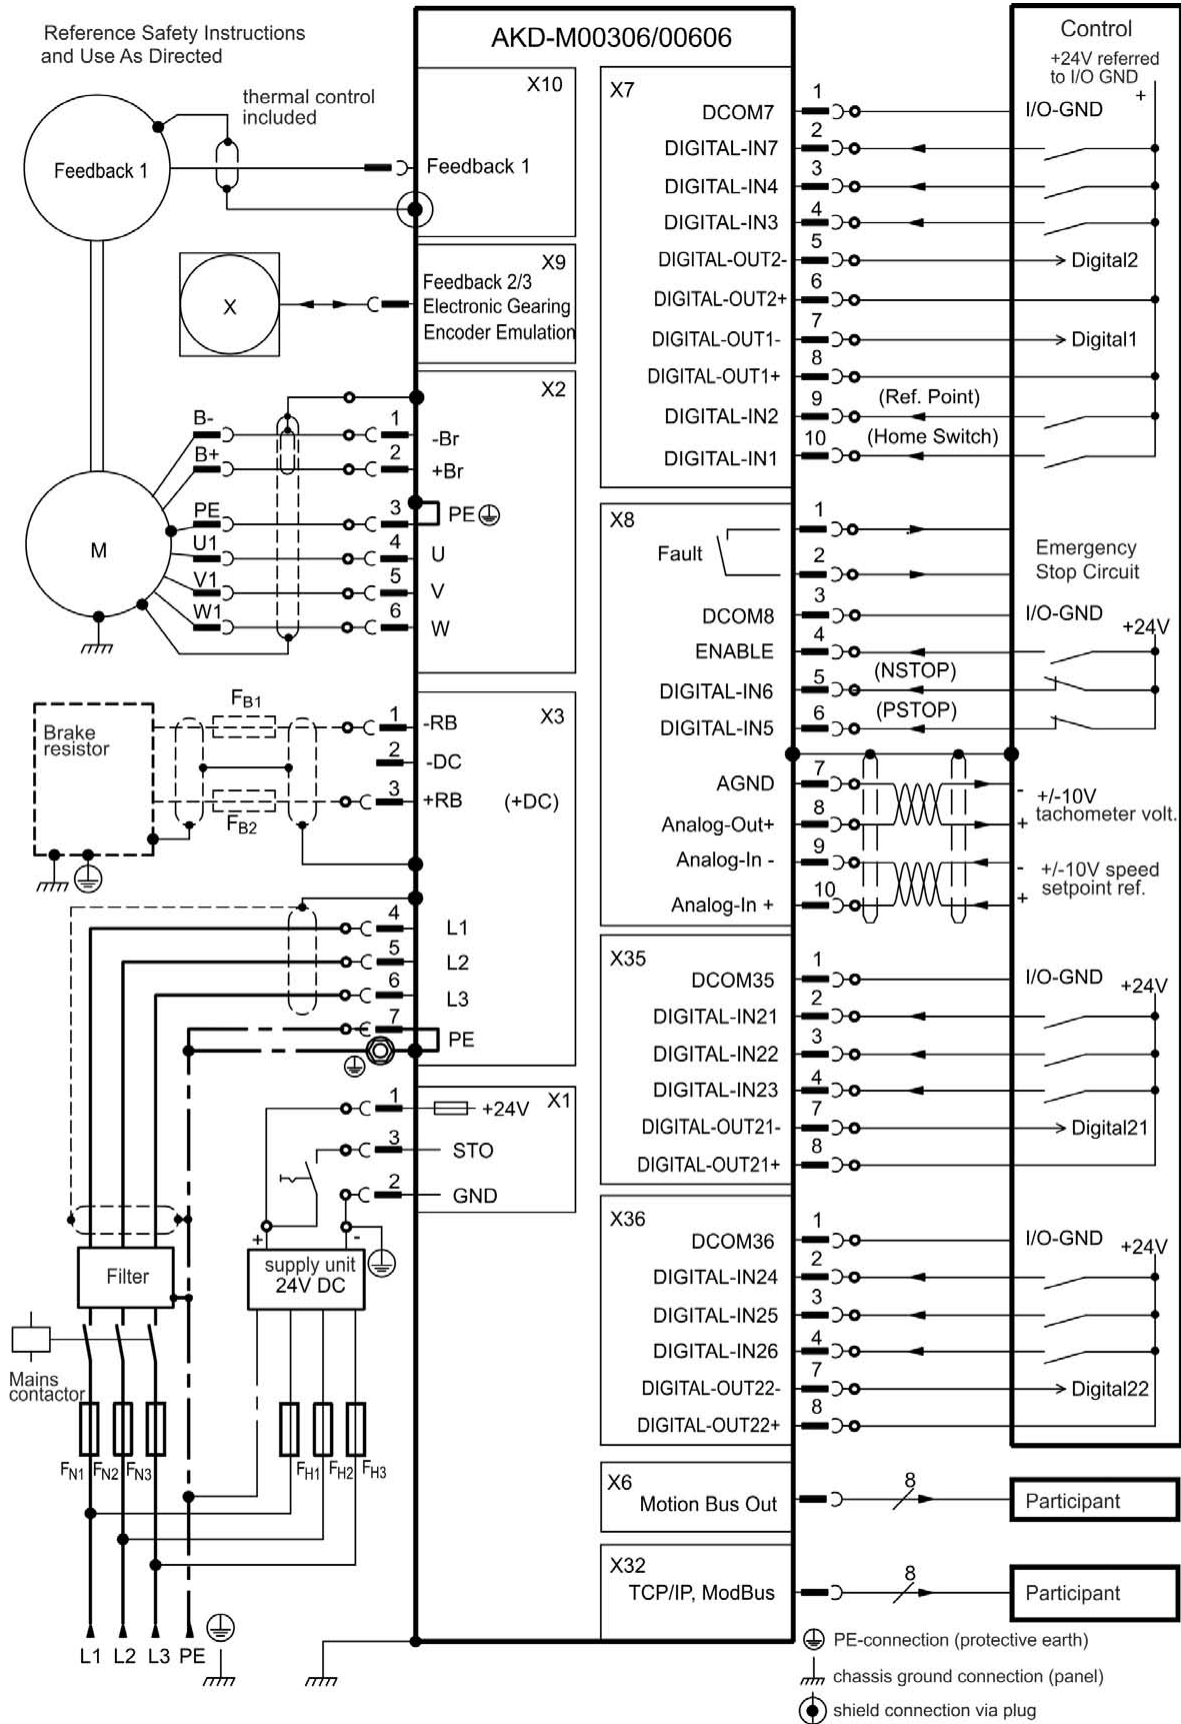 Reference Safety Instructions
and Use As Directed
AKD-M00306/00606
Control
+24V referred
to I/O GND
+
thermal control
included
Feedback 1
X10
Feedback 1
X9
Feedback 2/3
Electronic Gearing
Encoder Emulation
X
X2
B-
1
-Br
B+
2
+Br
PE
3
PE
U1
4
U
V1
5
V
W1
6
W
M
X3
Brake
resistor
FB1
1
-RB
2
-DC
3
+RB
(+DC)
FB2
4
L1
5
L2
6
L3
7
PE
X1
1
+24V
3
STO
2
GND
+
-
supply unit
24V DC
Filter
Mains
contactor
FN1
FN2
FN3
FH1
FH2
FH3
L1
L2
L3
PE
X7
DCOM7
1
I/O-GND
DIGITAL-IN7
2
DIGITAL-IN4
3
DIGITAL-IN3
4
DIGITAL-OUT2-
5
Digital2
DIGITAL-OUT2+
6
DIGITAL-OUT1-
7
Digital1
DIGITAL-OUT1+
8
DIGITAL-IN2
9
(Ref. Point)
DIGITAL-IN1
10
(Home Switch)
X8
Fault
1
2
Emergency
Stop Circuit
DCOM8
3
I/O-GND
+24V
ENABLE
4
DIGITAL-IN6
5
(NSTOP)
DIGITAL-IN5
6
(PSTOP)
AGND
7
-
Analog-Out+
8
+
+/-10V
tachometer volt.
Analog-In -
9
-
Analog-In +
10
+
+/-10V speed
setpoint ref.
X35
DCOM35
1
I/O-GND
+24V
DIGITAL-IN21
2
DIGITAL-IN22
3
DIGITAL-IN23
4
DIGITAL-OUT21-
7
Digital21
DIGITAL-OUT21+
8
X36
DCOM36
1
I/O-GND
+24V
DIGITAL-IN24
2
DIGITAL-IN25
3
DIGITAL-IN26
4
DIGITAL-OUT22-
7
Digital22
DIGITAL-OUT22+
8
X6
Motion Bus Out
8
Participant
X32
TCP/IP, ModBus
8
Participant
PE-connection (protective earth)
chassis ground connection (panel)
shield connection via plug